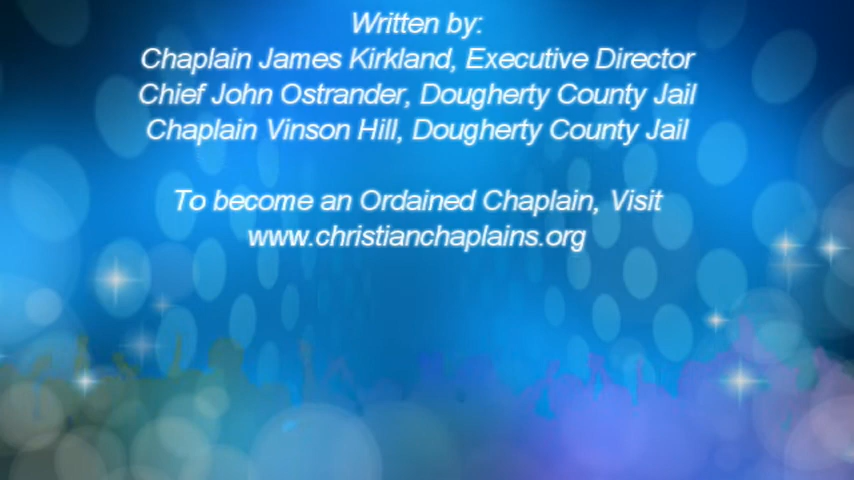 Written by:
Chaplain James Kirkland, Executive Director
Chief John Ostrander, Dougherty County Jail
Chaplain Vinson Hill, Dougherty County Jail
To become an Ordained Chaplain, Visit
www.christianchaplains.org